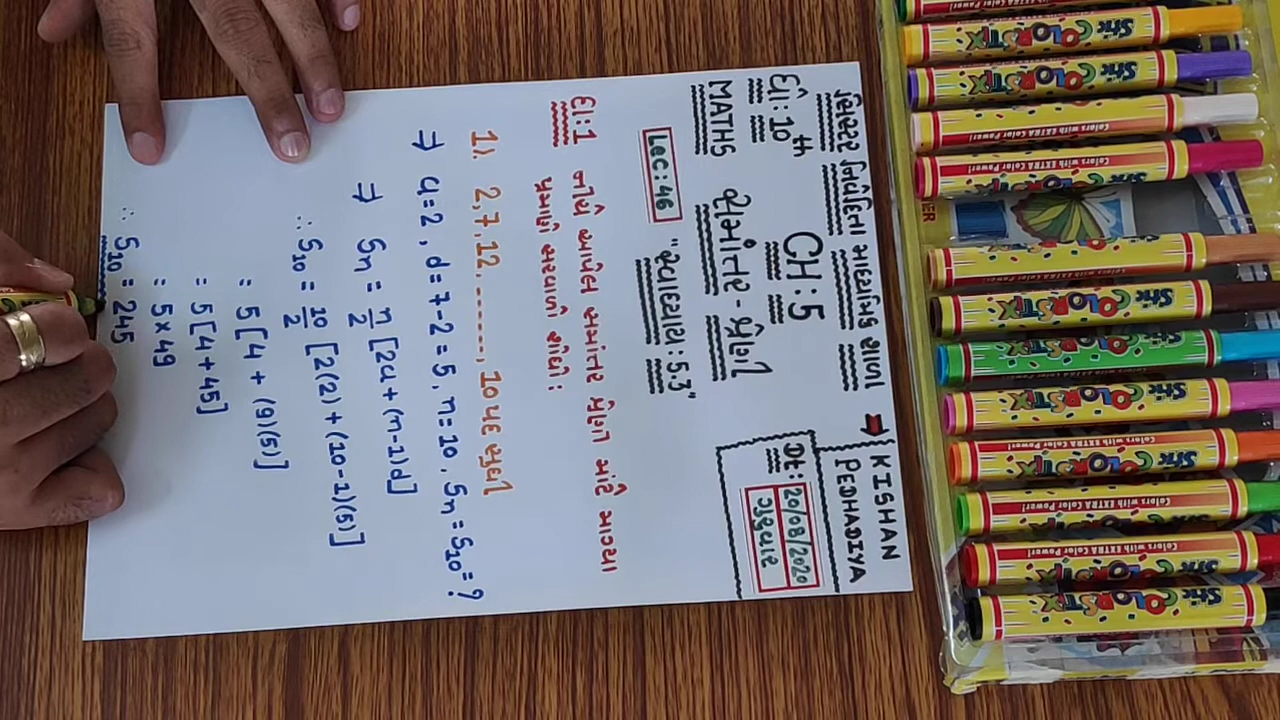 સિસ્ટર નિવેદિતા માધ્યમિક શાળા → KISHAN PEDHADIYA
ધો: 10th
CH: 5
Dt: 20/08/2020
ગુરુવાર
MATHS
સમાંતર - શ્રેણી
Lec: 46
"સ્વાધ્યાય: 5.3"
દા:1 નીચે આપેલ સમાંતર શ્રેણી માટે માગ્યા
પ્રમાણે સરવાળો શોધો:
1). 2, 7, 12, ......., 10 પદ સુધી
⇒ a = 2, d = 7-2 = 5, n = 10, Sn = S10 = ?
⇒ Sn = n/2 [2a + (n-1)d]
∴ S10 = 10/2 [2(2) + (10-1)(5)]
= 5 [4 + (9)(5)]
= 5 [4 + 45]
= 5 × 49
∴ S10 = 245
Stic COLORSTIX
Colors with EXTRA Color Power!